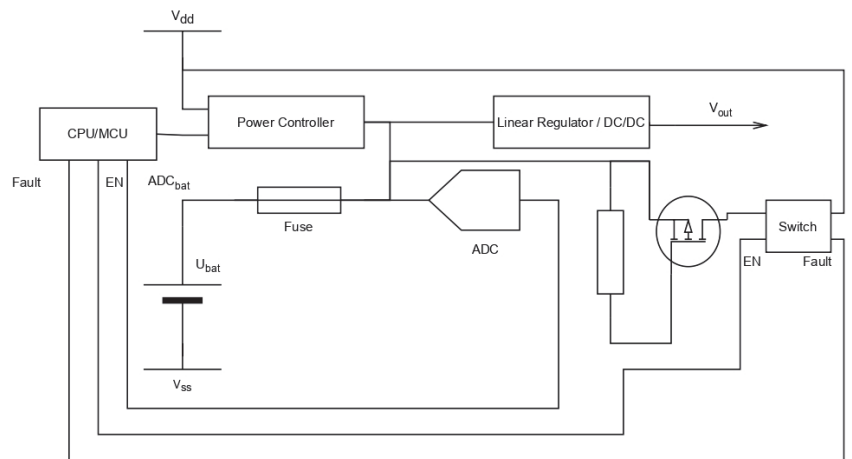 Vdd
CPU/MCU
Power Controller
Linear Regulator / DC/DC
Vout
Fault
EN
ADCbat
Fuse
ADC
Switch
EN
Fault
Ubat
Vss